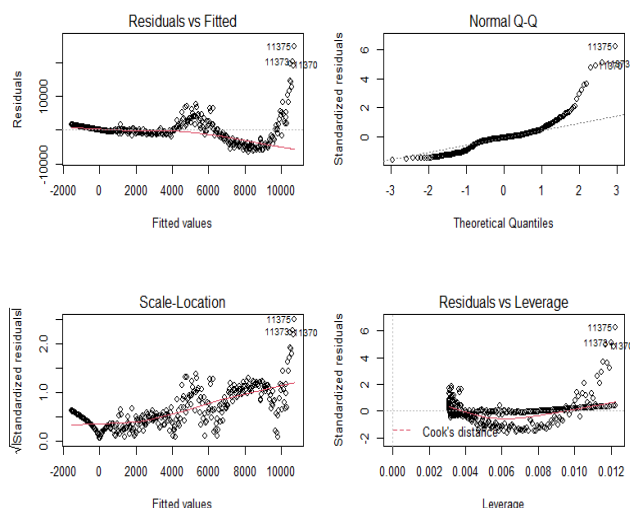 Residuals vs Fitted
Residuals
-10000
10000
11375
11373
11370
-2000 0 2000 4000 6000 8000 10000
Fitted values
Normal Q-Q
Standardized residuals
0 2 4 6
11375
11373
11370
-3 -2 -1 0 1 2 3
Theoretical Quantiles
Scale-Location
√|Standardized residuals|
0.0 1.0 2.0
11375
11373
11370
-2000 0 2000 4000 6000 8000 10000
Fitted values
Residuals vs Leverage
Standardized residuals
-2 0 2 4 6
11375
11373
11370
Cook's distance
0.000 0.002 0.004 0.006 0.008 0.010 0.012
Leverage